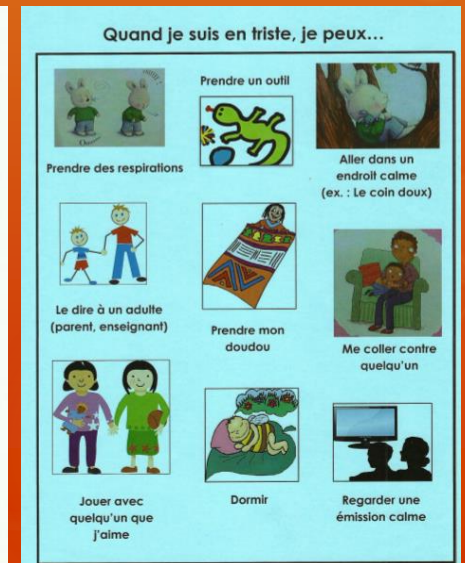 Quand je suis en triste, je peux…
Prendre des respirations
Prendre un outil
Aller dans un
endroit calme
(ex. : Le coin doux)
Le dire à un adulte
(parent, enseignant)
Prendre mon
doudou
Me coller contre
quelqu'un
Jouer avec
quelqu'un que
j'aime
Dormir
Regarder une
émission calme